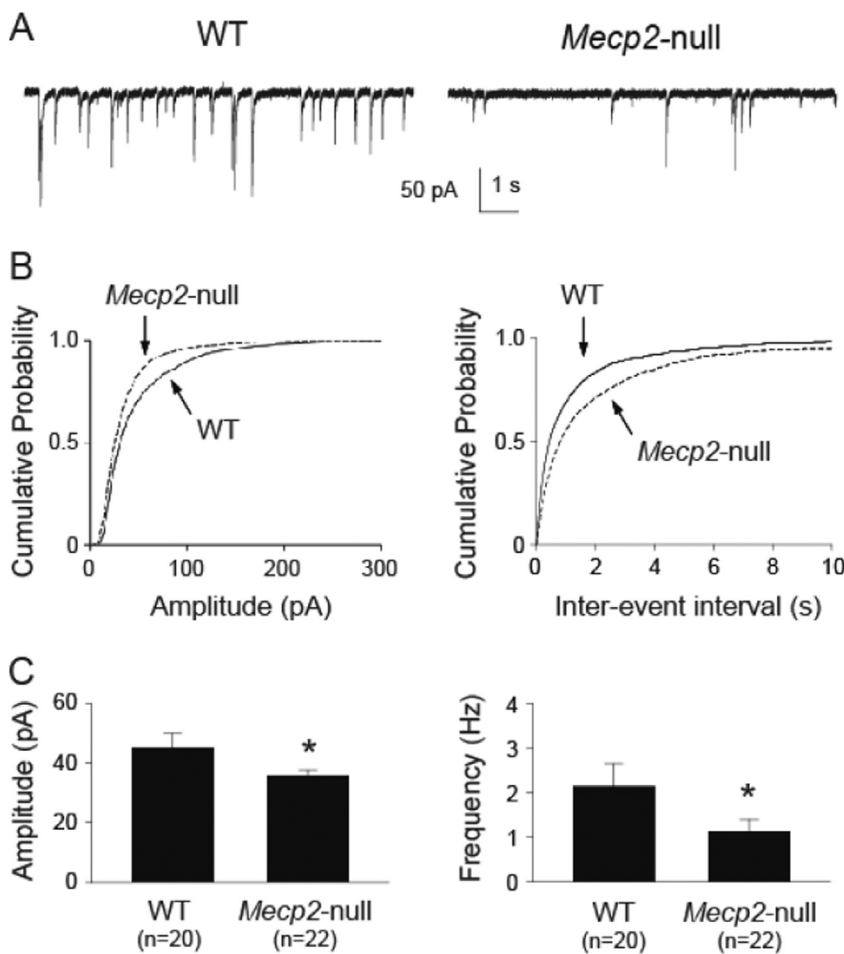 A
WT
Mecp2-null
50 pA
1 s
B
Mecp2-null
WT
Cumulative Probability
1.0
0.5
0
0 100 200 300
Amplitude (pA)
WT
Mecp2-null
Cumulative Probability
1.0
0.5
0
0 2 4 6 8 10
Inter-event interval (s)
C
Amplitude (pA)
60
40
20
0
*
WT
(n=20)
Mecp2-null
(n=22)
Frequency (Hz)
4
3
2
1
0
*
WT
(n=20)
Mecp2-null
(n=22)